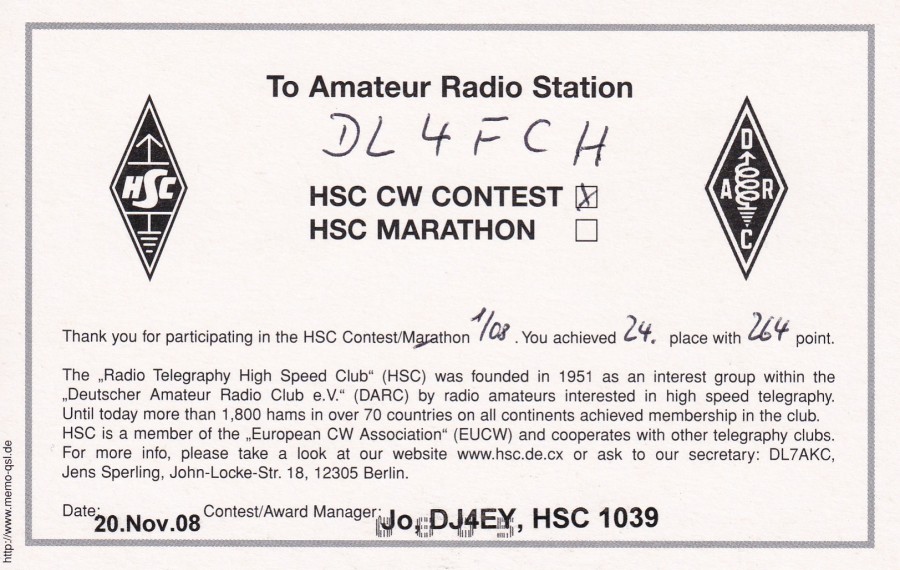 To Amateur Radio Station
DL4FCH
HSC
D
A R
C
HSC CW CONTEST ☒
HSC MARATHON ☐
Thank you for participating in the HSC Contest/Marathon 1/08 . You achieved 24. place with 264 point.
The „Radio Telegraphy High Speed Club“ (HSC) was founded in 1951 as an interest group within the
„Deutscher Amateur Radio Club e.V.“ (DARC) by radio amateurs interested in high speed telegraphy.
Until today more than 1,800 hams in over 70 countries on all continents achieved membership in the club.
HSC is a member of the „European CW Association“ (EUCW) and cooperates with other telegraphy clubs.
For more info, please take a look at our website www.hsc.de.cx or ask to our secretary: DL7AKC,
Jens Sperling, John-Locke-Str. 18, 12305 Berlin.
Date: 20.Nov.08 Contest/Award Manager: Jo, DJ4EY, HSC 1039
http://www.memo-qsl.de